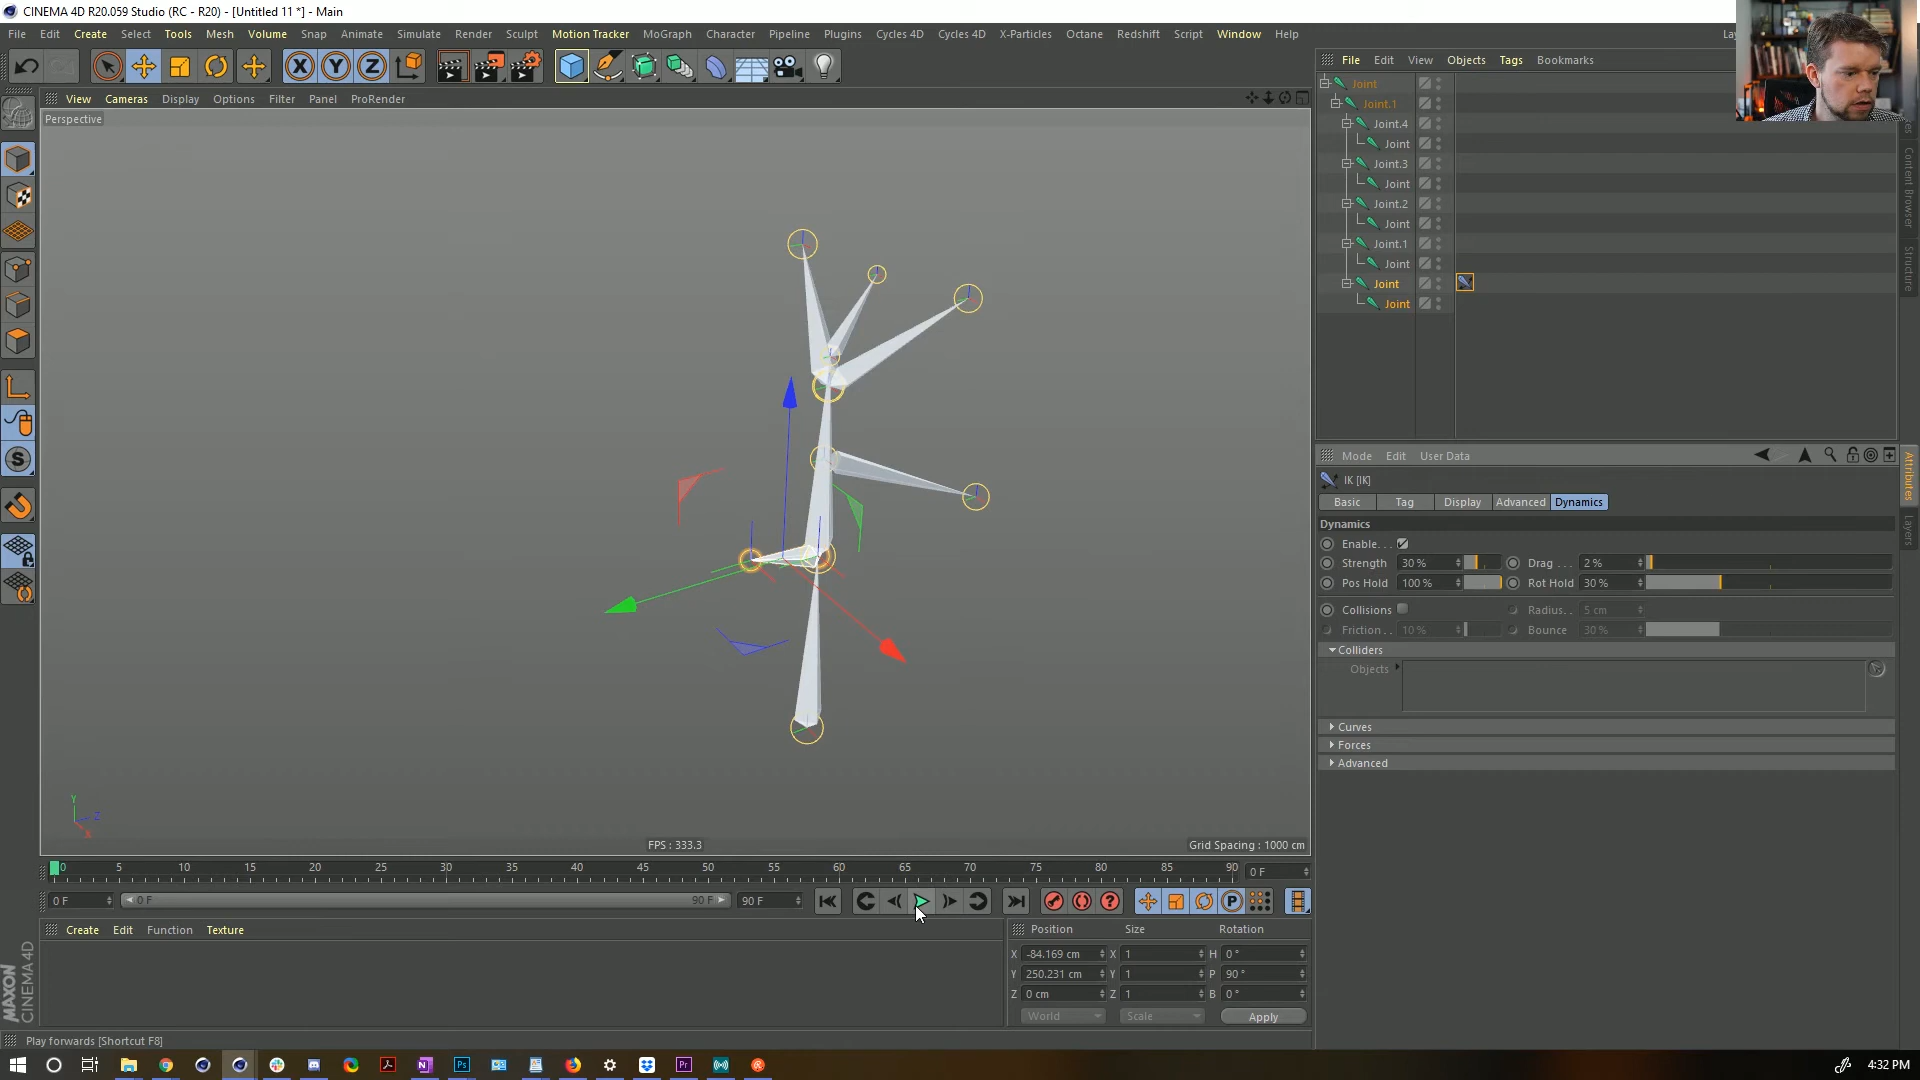 CINEMA 4D R20.059 Studio (RC - R20) - [Untitled 11 *] - Main
File Edit Create Select Tools Mesh Volume Snap Animate Simulate Render Sculpt Motion Tracker MoGraph Character Pipeline Plugins Cycles 4D Cycles 4D X-Particles Octane Redshift Script Window Help
File Edit View Objects Tags Bookmarks
View Cameras Display Options Filter Panel ProRender
Perspective
Joint
Joint.1
Joint.4
Joint
Joint.3
Joint
Joint.2
Joint
Joint.1
Joint
Joint
Joint
Content Browser
Structure
Attributes
Layers
Mode Edit User Data
IK [IK]
Basic Tag Display Advanced Dynamics
Dynamics
Enable. . .
Strength 30 % Drag . . . 2 %
Pos Hold 100 % Rot Hold 30 %
Collisions Radius. . 5 cm
Friction . . 10 % Bounce 30 %
Colliders
Objects
Curves
Forces
Advanced
X Y Z
FPS : 333.3
Grid Spacing : 1000 cm
0 5 10 15 20 25 30 35 40 45 50 55 60 65 70 75 80 85 90 0 F
0 F 0 F 90 F 90 F
Create Edit Function Texture
Position Size Rotation
X -84.169 cm X 1 H 0 °
Y 250.231 cm Y 1 P 90 °
Z 0 cm Z 1 B 0 °
World Scale Apply
MAXON
CINEMA 4D
Play forwards [Shortcut F8]
4:32 PM